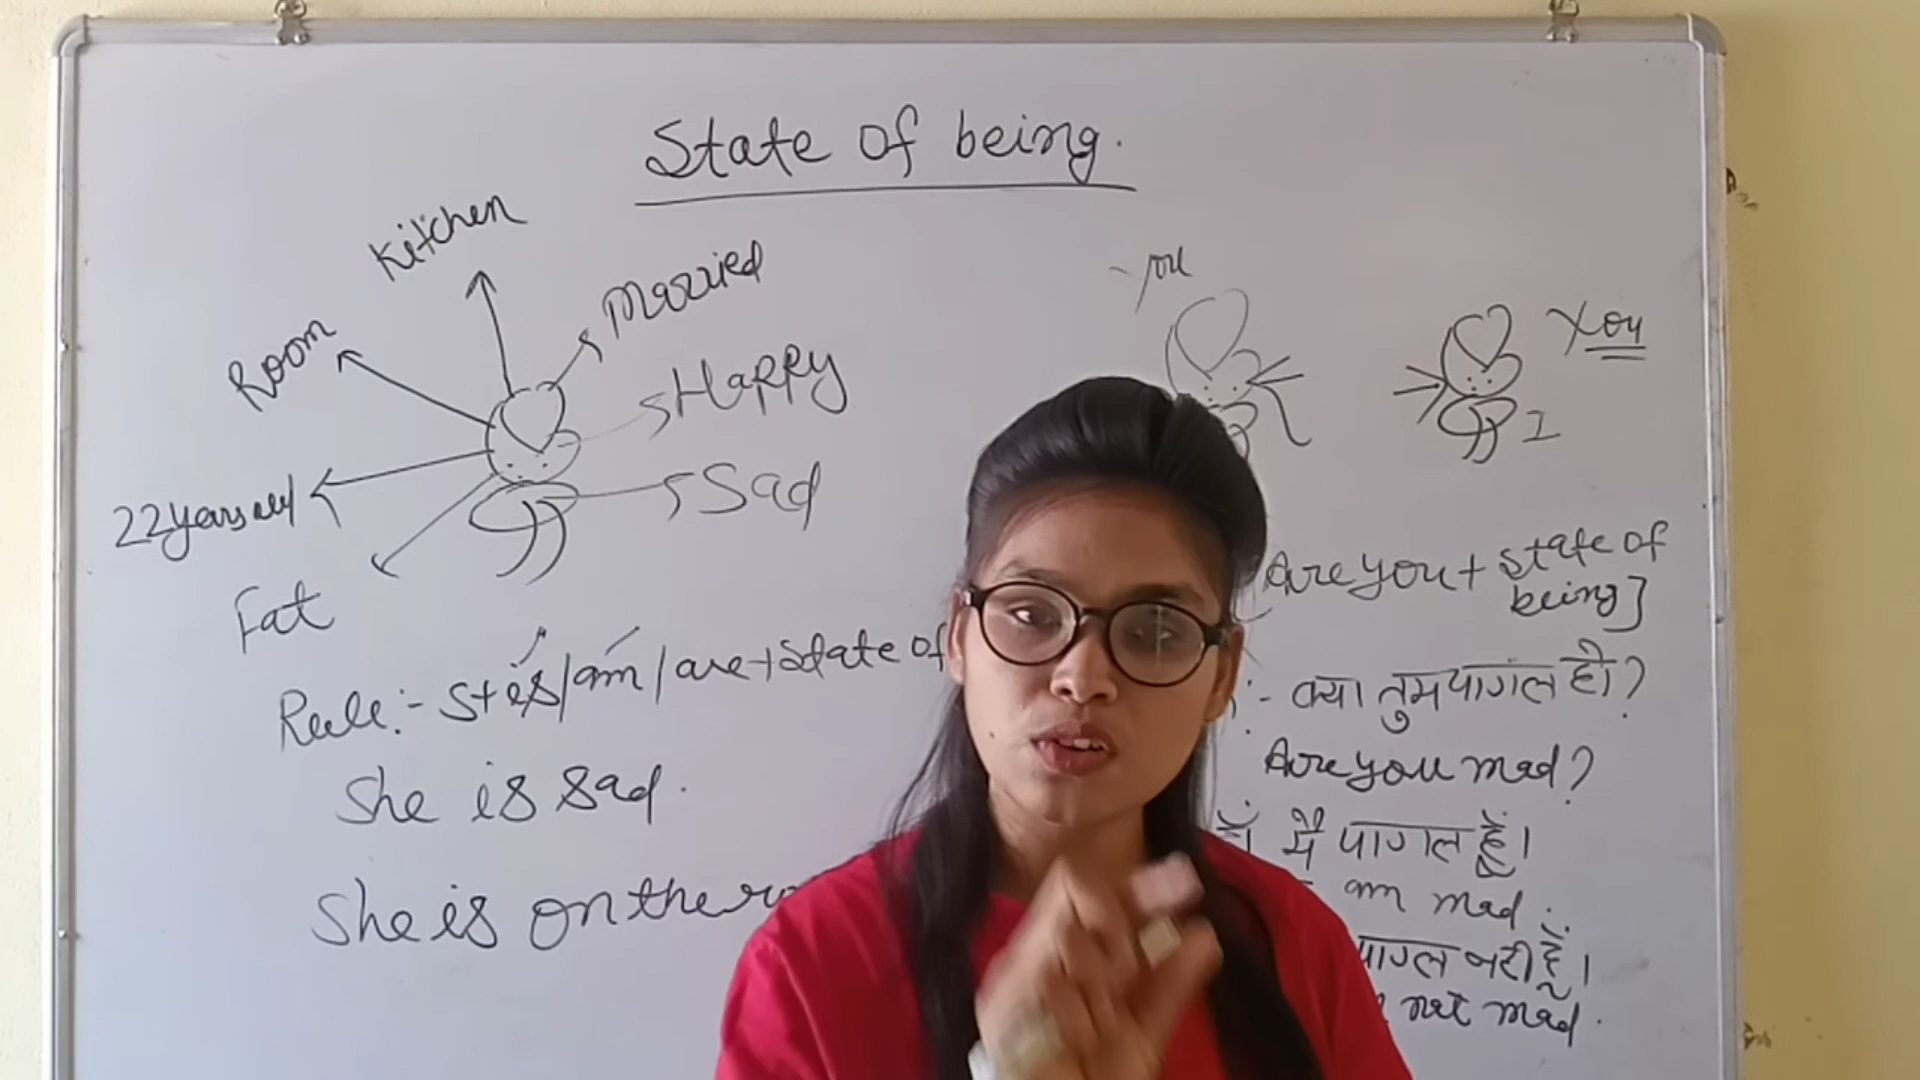 State of being.
Kitchen
Married
Room
Happy
22 years old
Sad
Fat
Rule:- S+is/am/are+State of
She is sad.
She is on the
you
You
I
Are you + state of
being]
:- क्या तुम पागल हो?
Are you mad?
हाँ मैं पागल हूँ।
am mad.
पागल नहीं हूँ।
not mad.